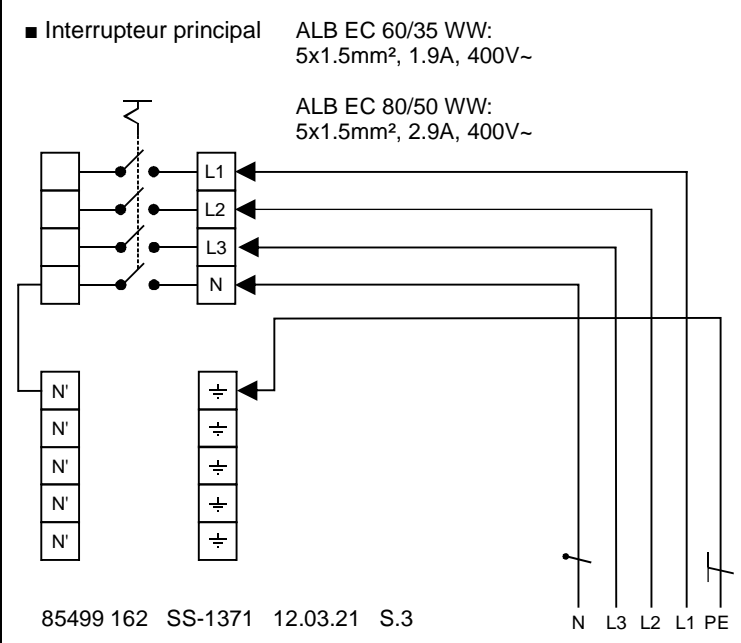 ■ Interrupteur principal
ALB EC 60/35 WW:
5x1.5mm², 1.9A, 400V~
ALB EC 80/50 WW:
5x1.5mm², 2.9A, 400V~
L1
L2
L3
N
N'
N'
N'
N'
N'
85499 162 SS-1371 12.03.21 S.3
N L3 L2 L1 PE